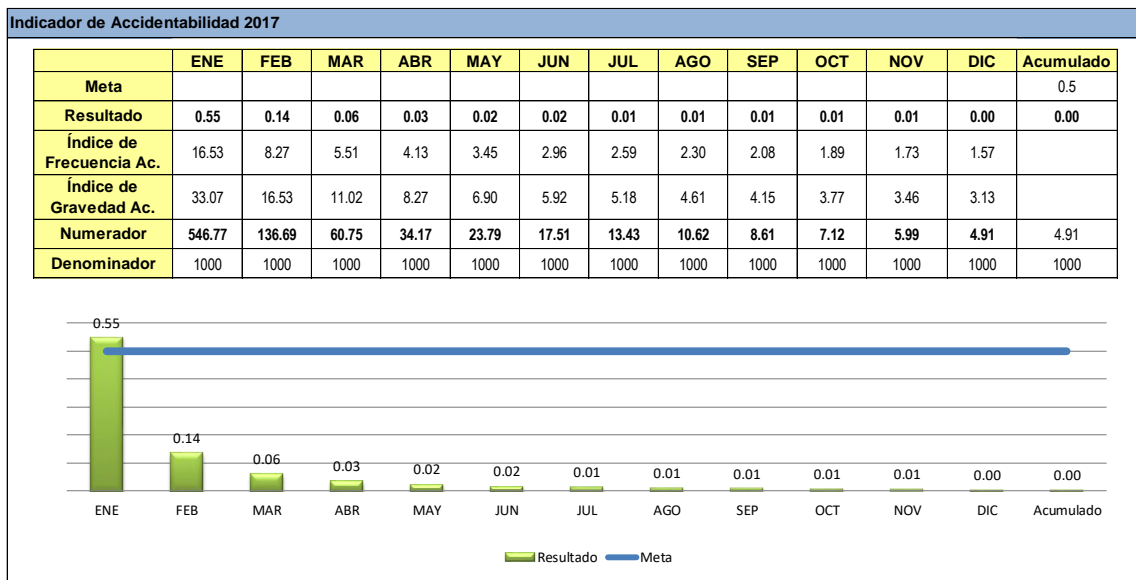 Indicador de Accidentabilidad 2017
ENE FEB MAR ABR MAY JUN JUL AGO SEP OCT NOV DIC Acumulado
Meta 0.5
Resultado 0.55 0.14 0.06 0.03 0.02 0.02 0.01 0.01 0.01 0.01 0.01 0.00 0.00
Índice de
Frecuencia Ac. 16.53 8.27 5.51 4.13 3.45 2.96 2.59 2.30 2.08 1.89 1.73 1.57
Índice de
Gravedad Ac. 33.07 16.53 11.02 8.27 6.90 5.92 5.18 4.61 4.15 3.77 3.46 3.13
Numerador 546.77 136.69 60.75 34.17 23.79 17.51 13.43 10.62 8.61 7.12 5.99 4.91 4.91
Denominador 1000 1000 1000 1000 1000 1000 1000 1000 1000 1000 1000 1000 1000
0.55 0.14 0.06 0.03 0.02 0.02 0.01 0.01 0.01 0.01 0.01 0.00 0.00
ENE FEB MAR ABR MAY JUN JUL AGO SEP OCT NOV DIC Acumulado
Resultado Meta